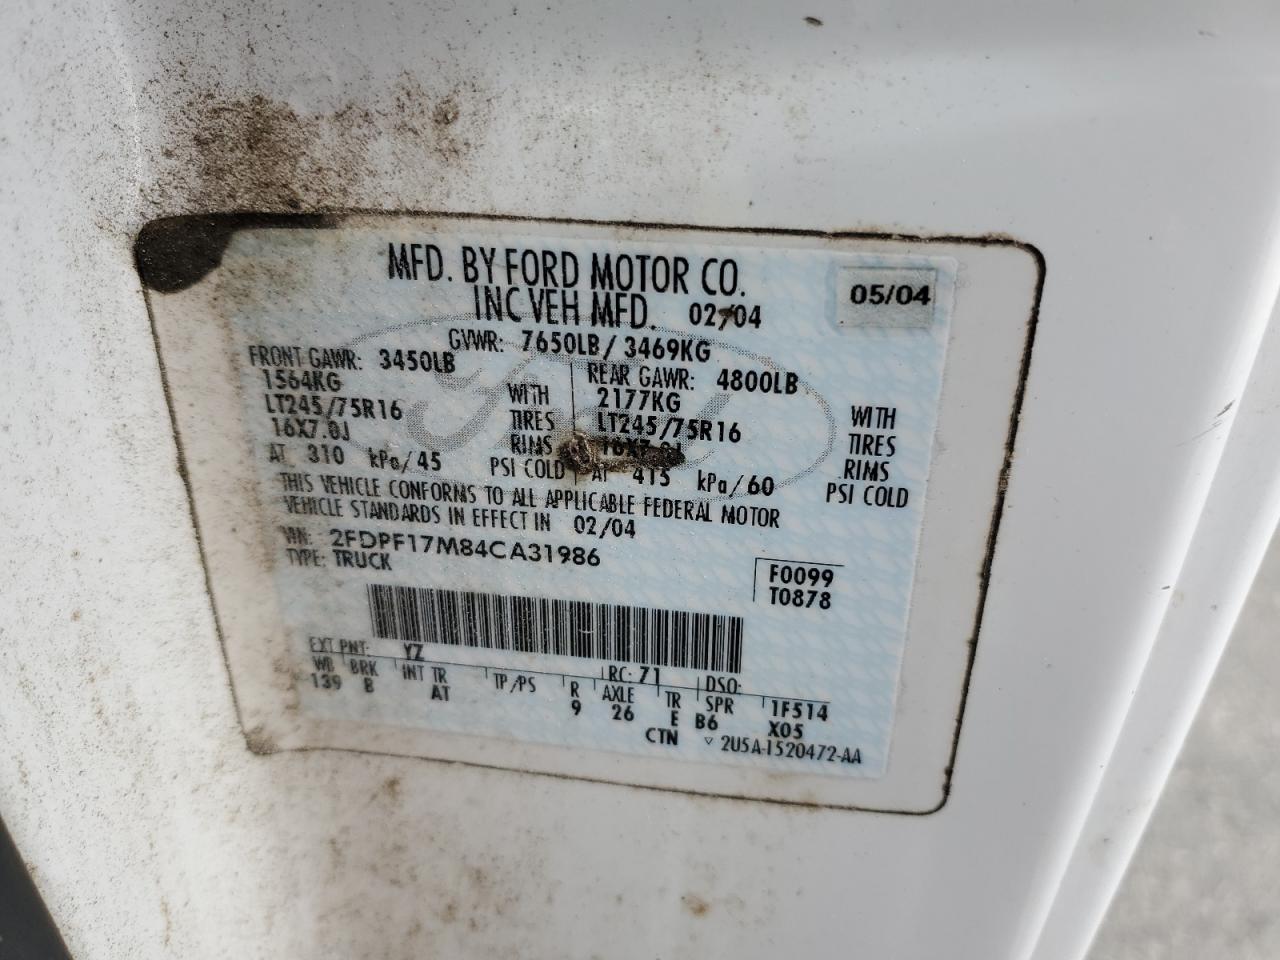 MFD. BY FORD MOTOR CO.
05/04
INC VEH MFD. 02/04
GVWR: 7650LB/ 3469KG
FRONT GAWR: 3450LB REAR GAWR: 4800LB
1564KG WITH 2177KG WITH
LT245/75R16 TIRES LT245/75R16 TIRES
16X7.0J RIMS 16X7.0J RIMS
AT 310 kPa/45 PSI COLD AT 415 kPa/60 PSI COLD
THIS VEHICLE CONFORMS TO ALL APPLICABLE FEDERAL MOTOR
VEHICLE STANDARDS IN EFFECT IN 02/04
VIN: 2FDPF17M84CA31986
TYPE: TRUCK
F0099
T0878
EXT PNT: YZ RC: 71 DSO:
WB BRK INT TR TP/PS R AXLE TR SPR 1F514
139 B AT 9 26 E B6 X05
CTN ▽ 2U5A-1520472-AA